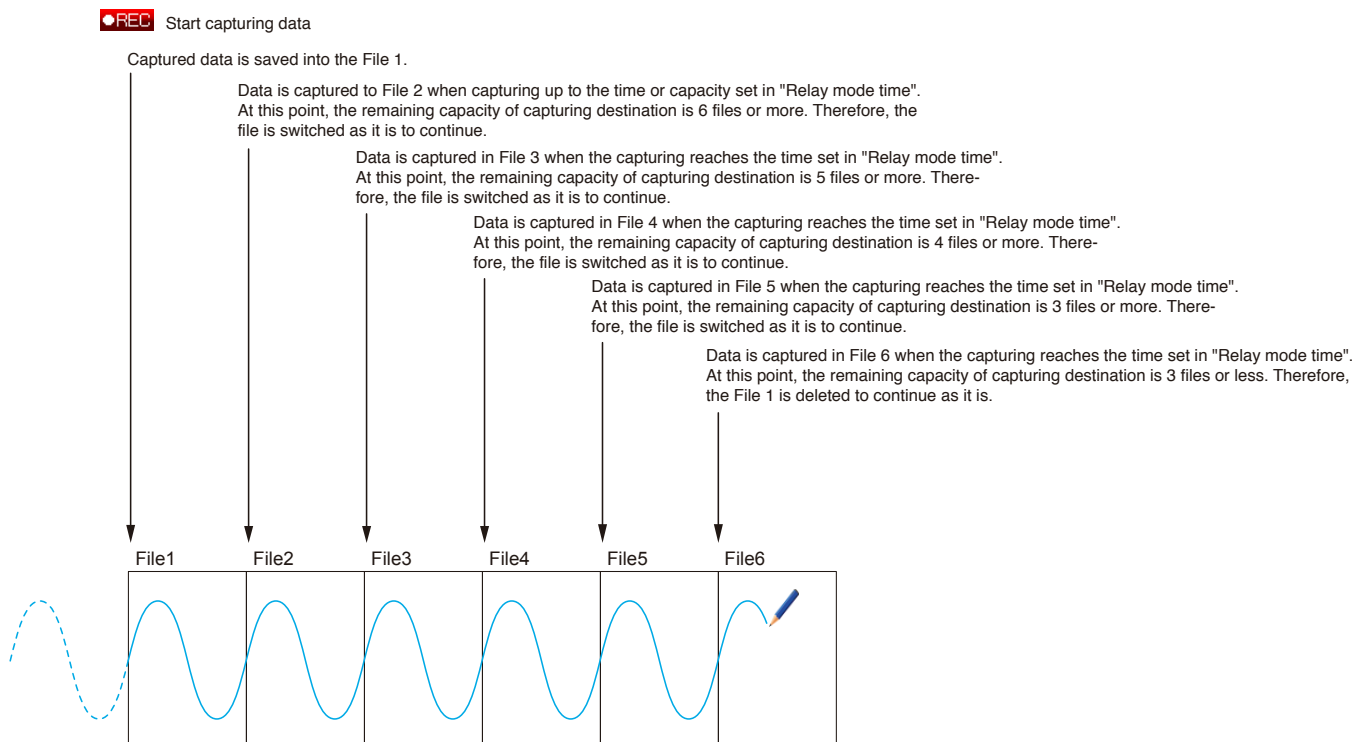 REC Start capturing data
Captured data is saved into the File 1.
Data is captured to File 2 when capturing up to the time or capacity set in "Relay mode time".
At this point, the remaining capacity of capturing destination is 6 files or more. Therefore, the
file is switched as it is to continue.
Data is captured in File 3 when the capturing reaches the time set in "Relay mode time".
At this point, the remaining capacity of capturing destination is 5 files or more. There-
fore, the file is switched as it is to continue.
Data is captured in File 4 when the capturing reaches the time set in "Relay mode time".
At this point, the remaining capacity of capturing destination is 4 files or more. There-
fore, the file is switched as it is to continue.
Data is captured in File 5 when the capturing reaches the time set in "Relay mode time".
At this point, the remaining capacity of capturing destination is 3 files or more. There-
fore, the file is switched as it is to continue.
Data is captured in File 6 when the capturing reaches the time set in "Relay mode time".
At this point, the remaining capacity of capturing destination is 3 files or less. Therefore,
the File 1 is deleted to continue as it is.
File1 File2 File3 File4 File5 File6